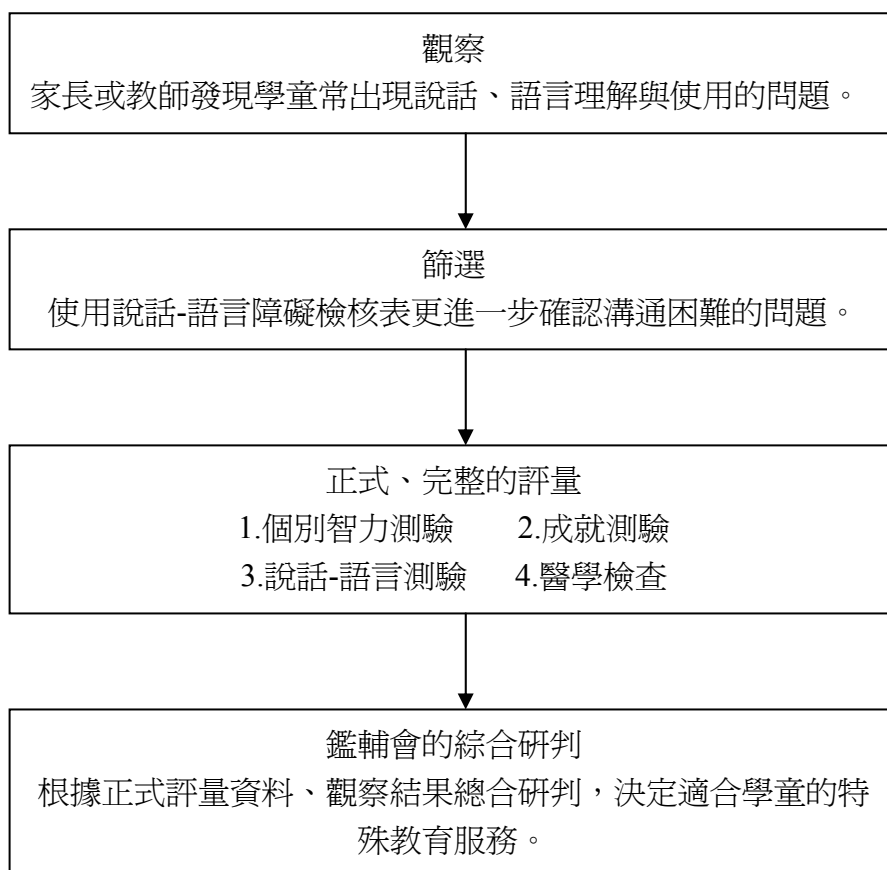 觀察
家長或教師發現學童常出現說話、語言理解與使用的問題。
篩選
使用說話-語言障礙檢核表更進一步確認溝通困難的問題。
正式、完整的評量
1.個別智力測驗 2.成就測驗
3.說話-語言測驗 4.醫學檢查
鑑輔會的綜合研判
根據正式評量資料、觀察結果總合研判，決定適合學童的特
殊教育服務。